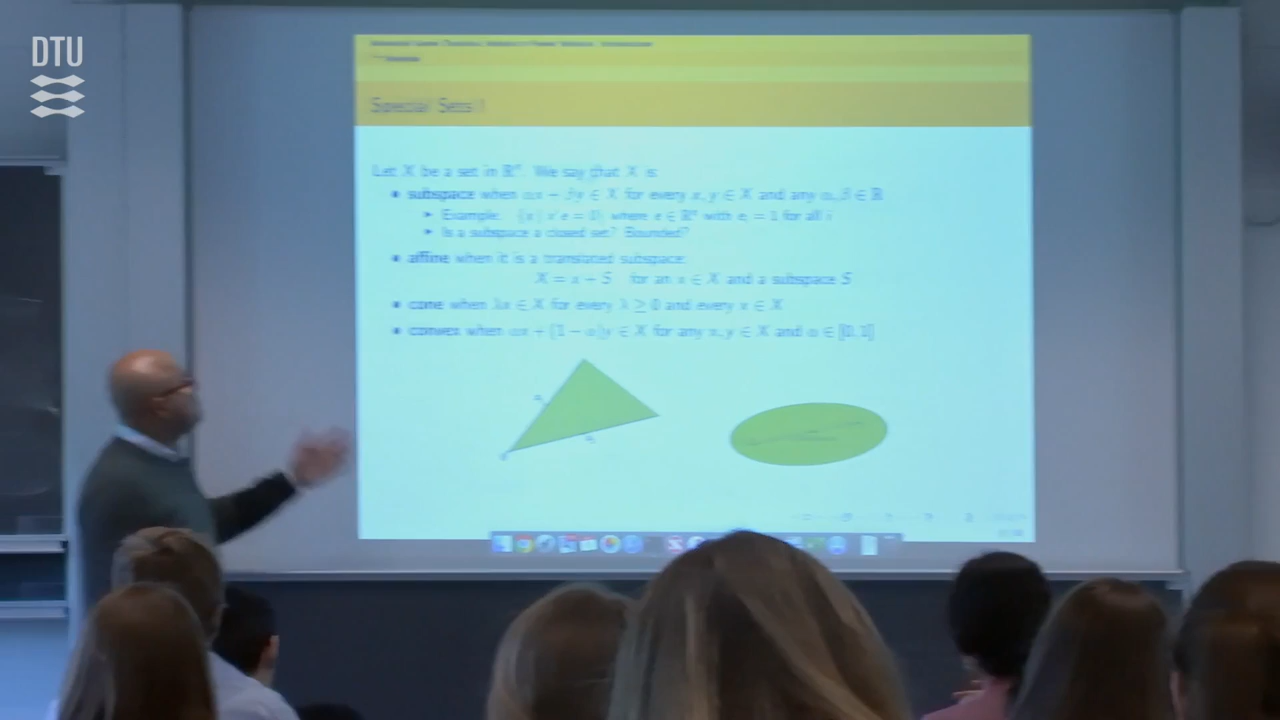 DTU
Special Sets I
Let X be a set in ℝⁿ. We say that X is:
• subspace when αx + βy ∈ X for every x, y ∈ X and any α, β ∈ ℝ
▸ Example: {x | x'e = 0} where e ∈ ℝⁿ with eᵢ = 1 for all i
▸ Is a subspace a closed set? Bounded?
• affine when it is a translated subspace:
X = x + S for an x ∈ X and a subspace S
• cone when λx ∈ X for every λ ≥ 0 and every x ∈ X
• convex when αx + (1 − α)y ∈ X for any x, y ∈ X and α ∈ [0, 1]